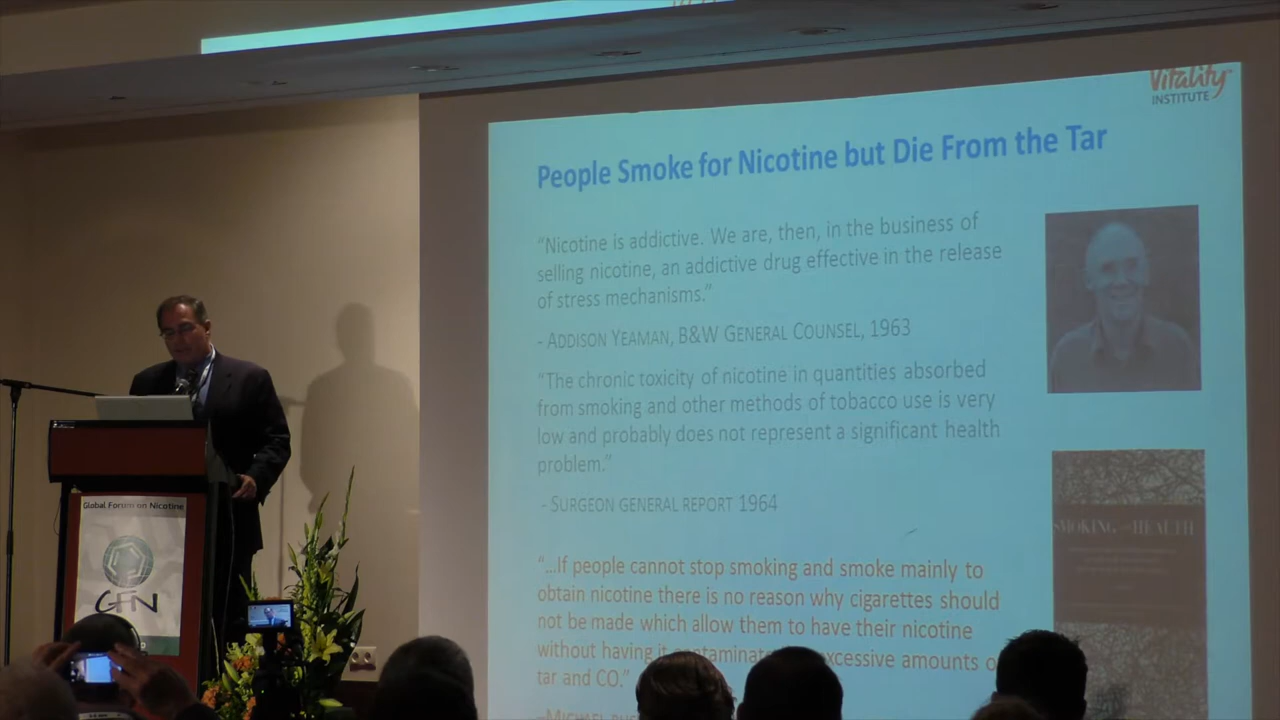 Vitality
INSTITUTE
People Smoke for Nicotine but Die From the Tar
“Nicotine is addictive. We are, then, in the business of
selling nicotine, an addictive drug effective in the release
of stress mechanisms.”
- ADDISON YEAMAN, B&W GENERAL COUNSEL, 1963
“The chronic toxicity of nicotine in quantities absorbed
from smoking and other methods of tobacco use is very
low and probably does not represent a significant health
problem.”
- SURGEON GENERAL REPORT 1964
“...If people cannot stop smoking and smoke mainly to
obtain nicotine there is no reason why cigarettes should
not be made which allow them to have their nicotine
without having it excessive amounts
tar and CO.”
SMOKING and HEALTH
Global Forum on Nicotine
GFN